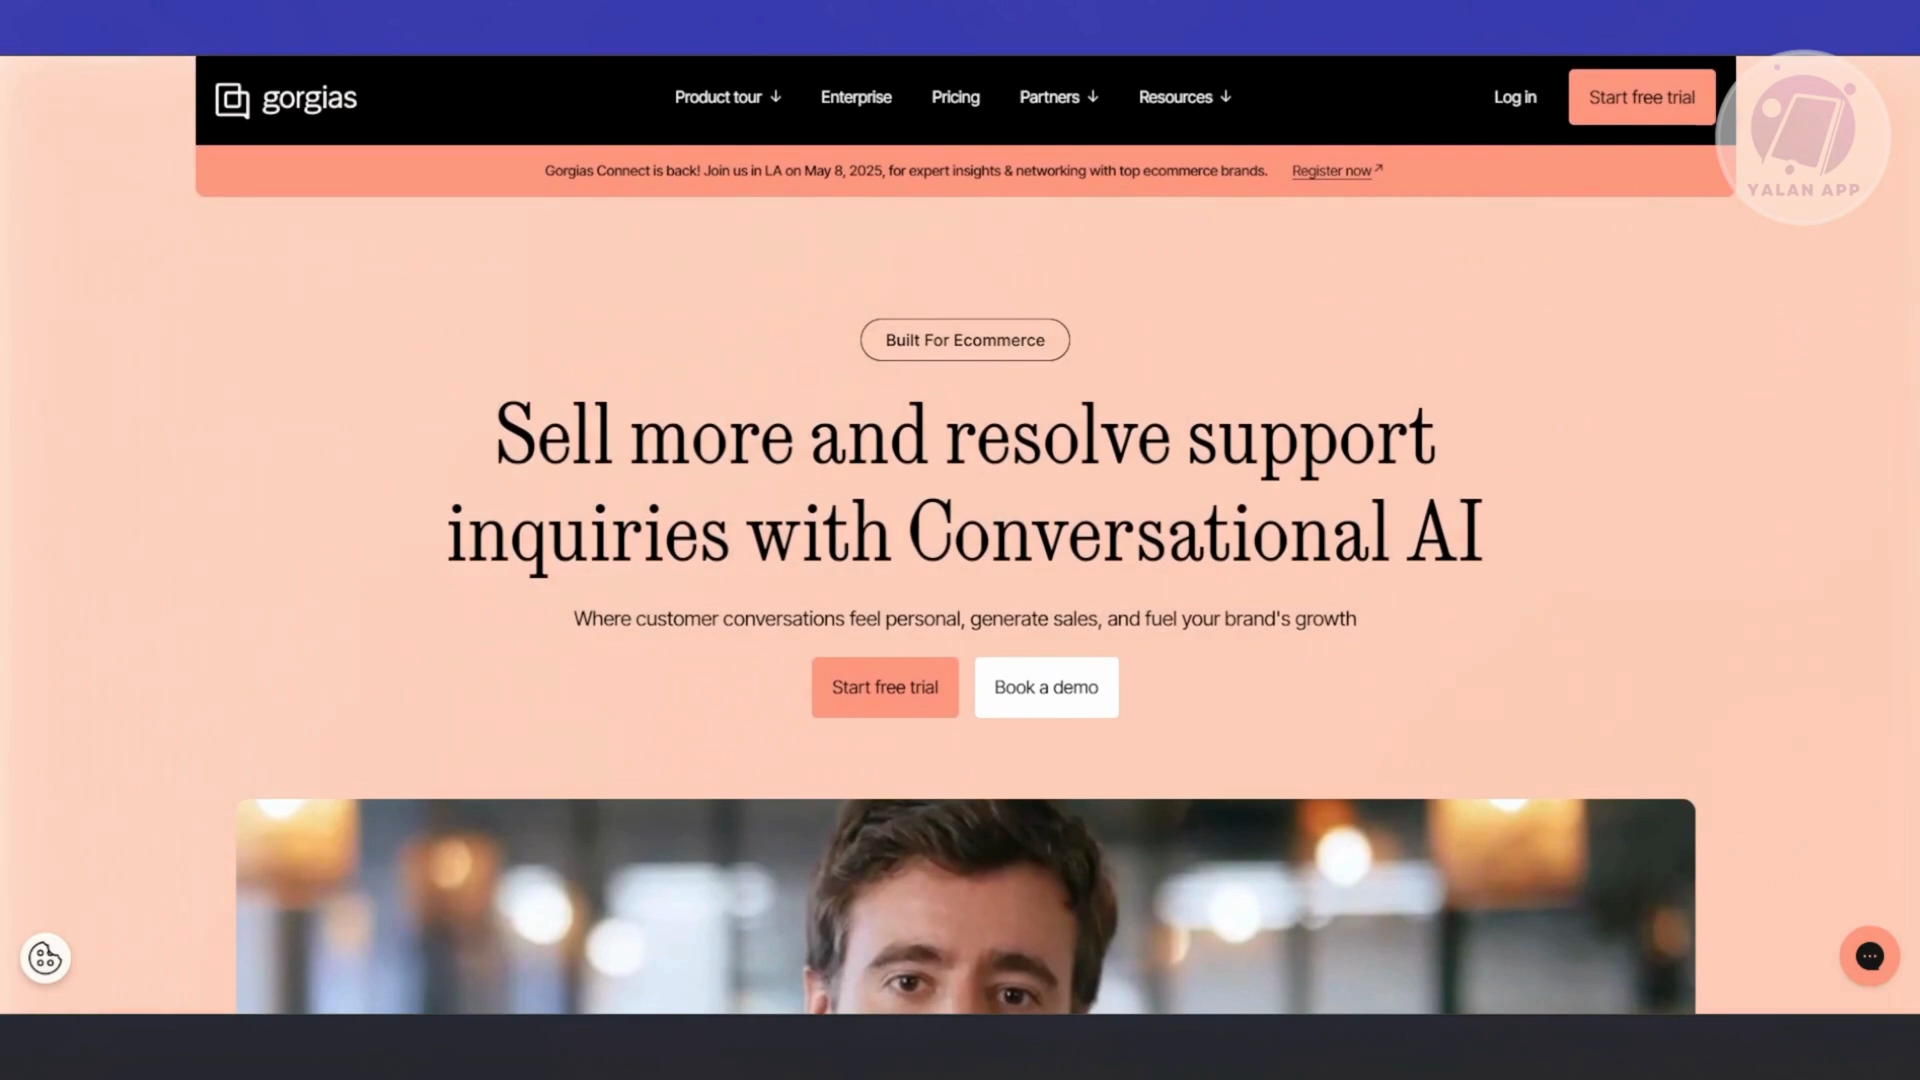 gorgias
Product tour ↓ Enterprise Pricing Partners ↓ Resources ↓
Log in
Start free trial
YALAN APP
Gorgias Connect is back! Join us in LA on May 8, 2025, for expert insights & networking with top ecommerce brands. Register now↗
Built For Ecommerce
Sell more and resolve support
inquiries with Conversational AI
Where customer conversations feel personal, generate sales, and fuel your brand's growth
Start free trial
Book a demo